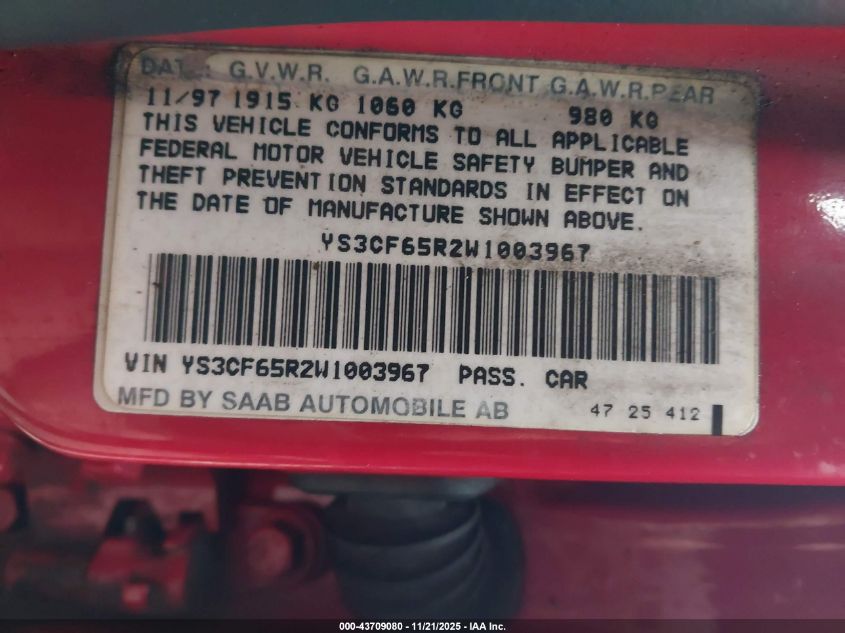 DAT : G.V.W.R. G.A.W.R.FRONT G.A.W.R.REAR
11/97 1915 KG 1060 KG 980 KG
THIS VEHICLE CONFORMS TO ALL APPLICABLE
FEDERAL MOTOR VEHICLE SAFETY BUMPER AND
THEFT PREVENTION STANDARDS IN EFFECT ON
THE DATE OF MANUFACTURE SHOWN ABOVE.
YS3CF65R2W1003967
VIN YS3CF65R2W1003967 PASS. CAR
MFD BY SAAB AUTOMOBILE AB 47 25 412
000-43709080 - 11/21/2025 - IAA Inc.